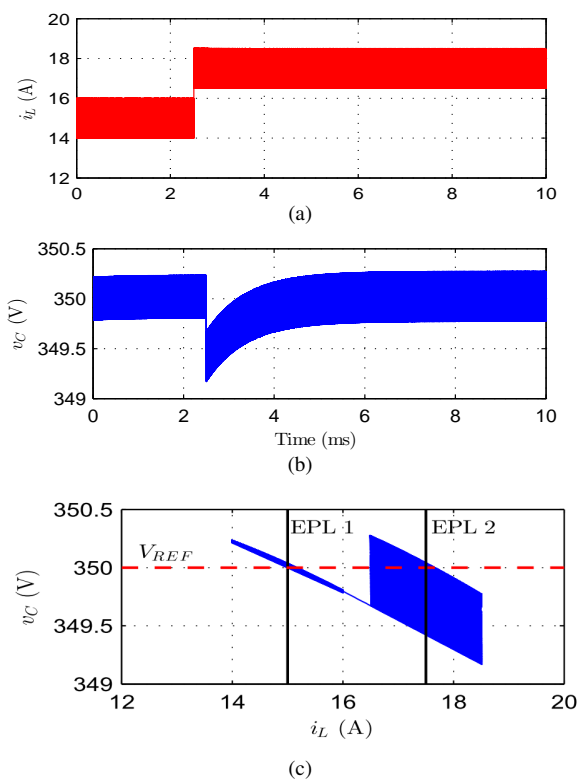 20
18
16
14
12
i_L (A)
0 2 4 6 8 10
(a)
350.5
350
349.5
349
v_C (V)
0 2 4 6 8 10
Time (ms)
(b)
350.5
350
349.5
349
v_C (V)
EPL 1 EPL 2
V_REF
12 14 16 18 20
i_L (A)
(c)